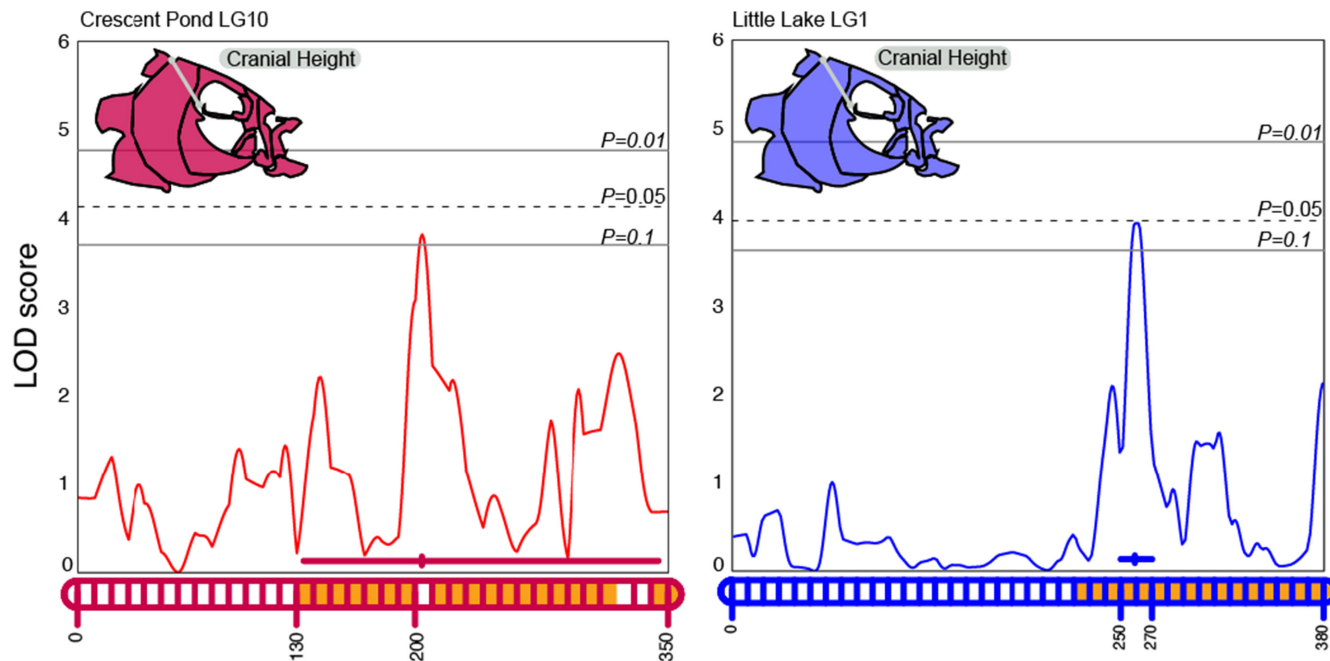 Crescent Pond LG10
6
Cranial Height
5
P=0.01
P=0.05
4
P=0.1
3
2
1
0
LOD score
0
130
200
350
Little Lake LG1
6
Cranial Height
5
P=0.01
P=0.05
4
P=0.1
3
2
1
0
0
250
270
380